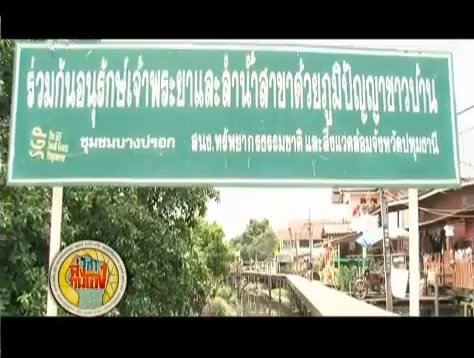 ร่วมกันอนุรักษ์เจ้าพระยาและลำน้ำสาขาด้วยภูมิปัญญาชาวบ้าน
SGP The GEF Small Grants Programme
ชุมชนบางปรอก สนง.ทรัพยากรธรรมชาติ และสิ่งแวดล้อมจังหวัดปทุมธานี